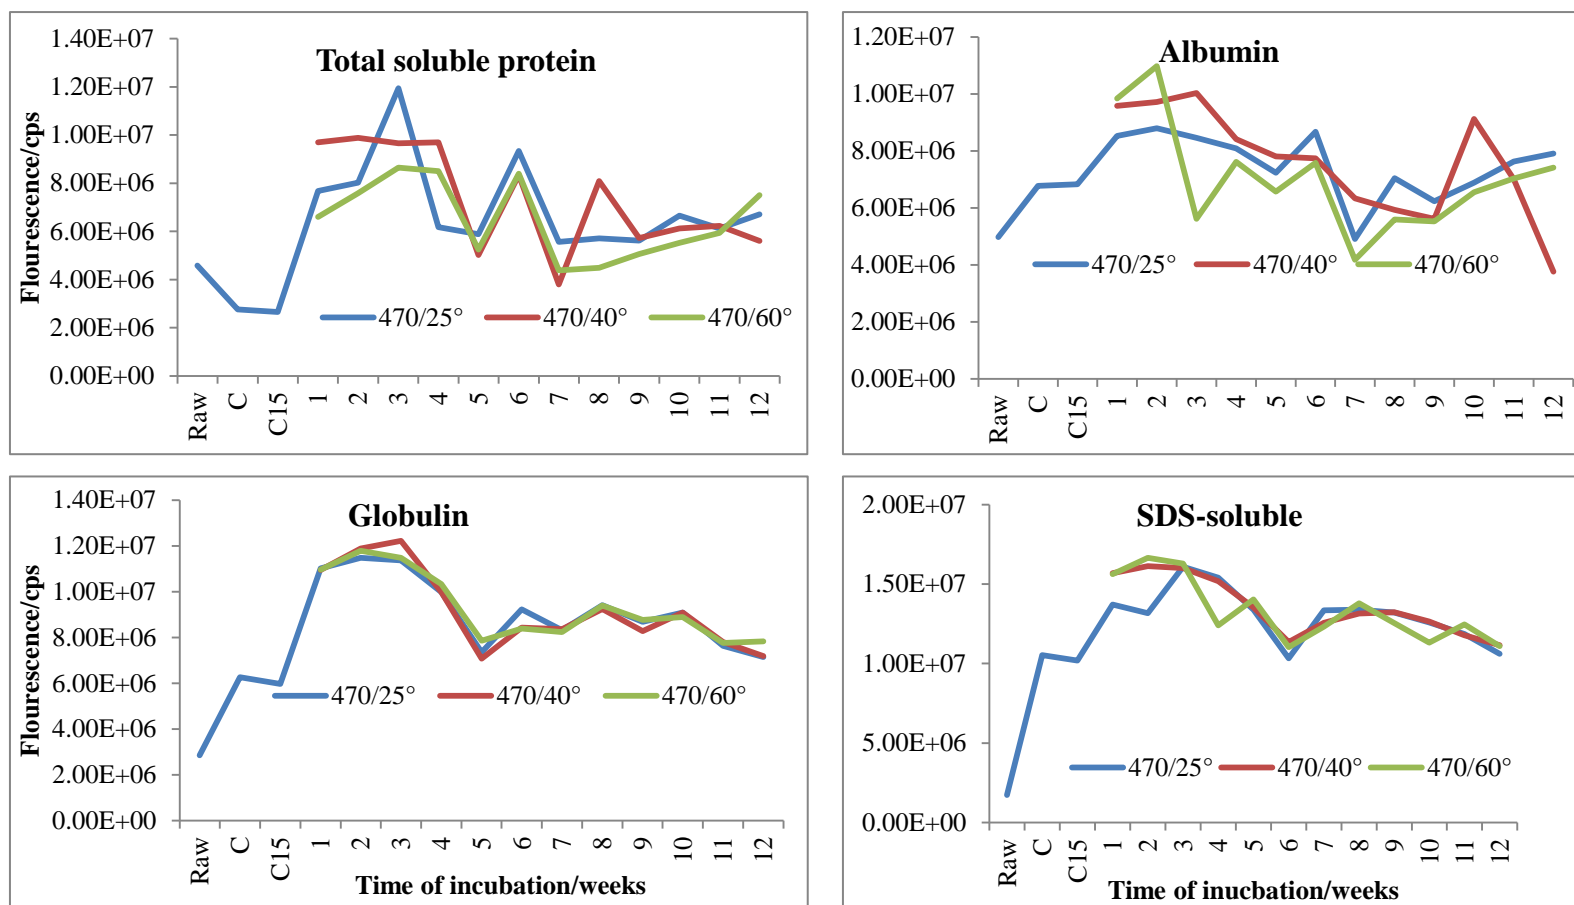 Total soluble protein
Flourescence/cps
1.40E+07
1.20E+07
1.00E+07
8.00E+06
6.00E+06
4.00E+06
2.00E+06
0.00E+00
470/25° 470/40° 470/60°
Raw C C15 1 2 3 4 5 6 7 8 9 10 11 12
Albumin
1.20E+07
1.00E+07
8.00E+06
6.00E+06
4.00E+06
2.00E+06
0.00E+00
470/25° 470/40° 470/60°
Raw C C15 1 2 3 4 5 6 7 8 9 10 11 12
Globulin
Flourescence/cps
1.40E+07
1.20E+07
1.00E+07
8.00E+06
6.00E+06
4.00E+06
2.00E+06
0.00E+00
470/25° 470/40° 470/60°
Raw C C15 1 2 3 4 5 6 7 8 9 10 11 12
Time of incubation/weeks
SDS-soluble
2.00E+07
1.50E+07
1.00E+07
5.00E+06
0.00E+00
470/25° 470/40° 470/60°
Raw C C15 1 2 3 4 5 6 7 8 9 10 11 12
Time of inucbation/weeks